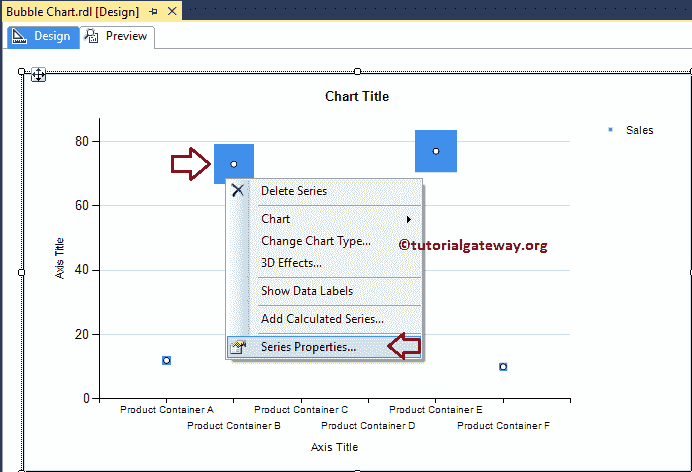 Bubble Chart.rdl [Design]
Design
Preview
Chart Title
80
60
40
20
0
Axis Title
Sales
Delete Series
Chart
Change Chart Type...
3D Effects...
Show Data Labels
Add Calculated Series...
Series Properties...
©tutorialgateway.org
Product Container A
Product Container C
Product Container E
Product Container B
Product Container D
Product Container F
Axis Title